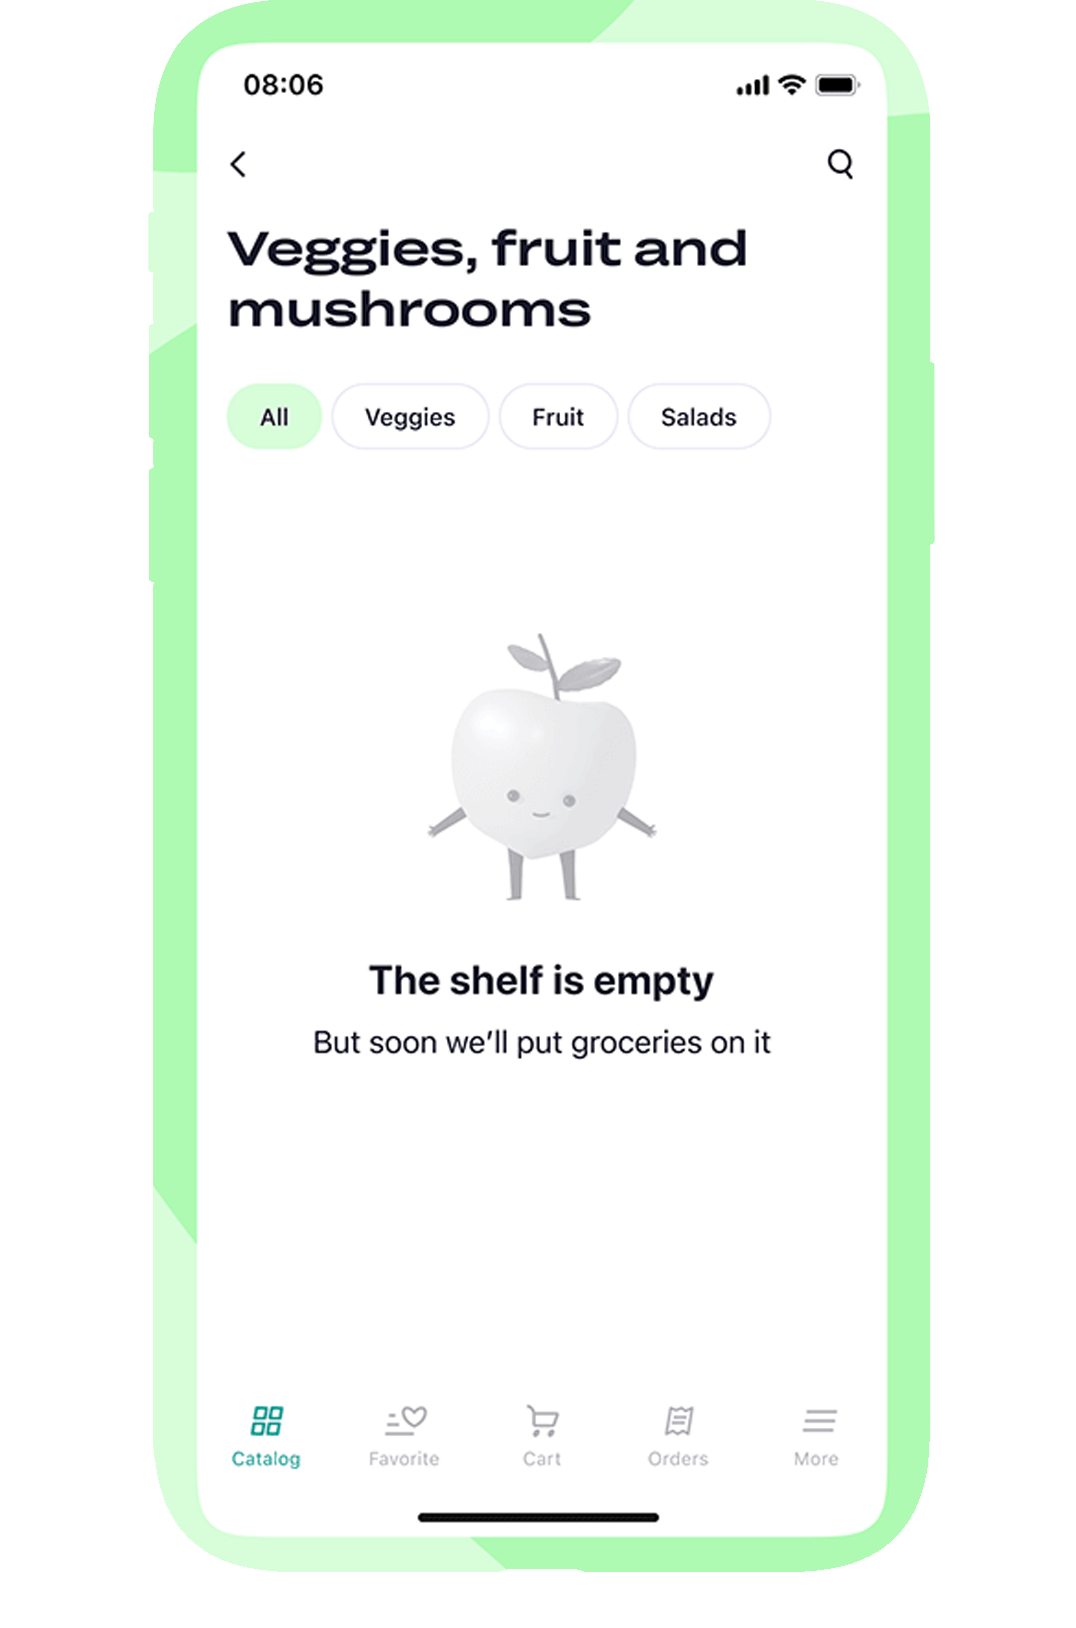 08:06
Veggies, fruit and
mushrooms
All Veggies Fruit Salads
The shelf is empty
But soon we’ll put groceries on it
Catalog Favorite Cart Orders More